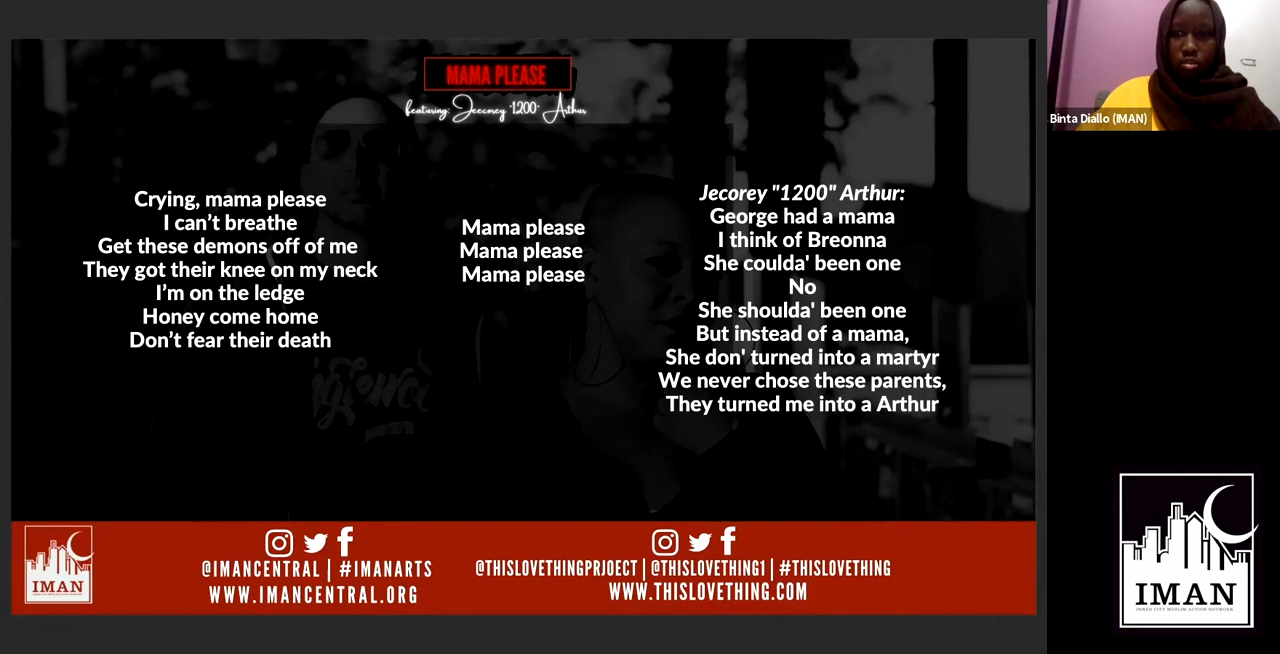 MAMA PLEASE
featuring: Jecorey "1200" Arthur
Crying, mama please
I can't breathe
Get these demons off of me
They got their knee on my neck
I'm on the ledge
Honey come home
Don't fear their death
Mama please
Mama please
Mama please
Jecorey "1200" Arthur:
George had a mama
I think of Breonna
She coulda' been one
No
She shoulda' been one
But instead of a mama,
She don' turned into a martyr
We never chose these parents,
They turned me into a Arthur
IMAN
@IMANCENTRAL | #IMANARTS
WWW.IMANCENTRAL.ORG
@THISLOVETHINGPRJOECT | @THISLOVETHING1 | #THISLOVETHING
WWW.THISLOVETHING.COM
Binta Diallo (IMAN)
IMAN
INNER-CITY MUSLIM ACTION NETWORK